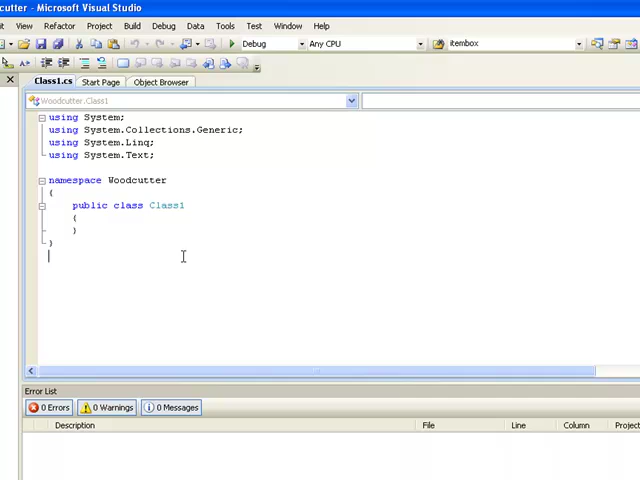 cutter - Microsoft Visual Studio
it View Refactor Project Build Debug Data Tools Test Window Help
Debug Any CPU itembox
Class1.cs Start Page Object Browser
Woodcutter.Class1
using System;
using System.Collections.Generic;
using System.Linq;
using System.Text;
namespace Woodcutter
{
public class Class1
{
}
}
Error List
0 Errors 0 Warnings 0 Messages
Description File Line Column Project